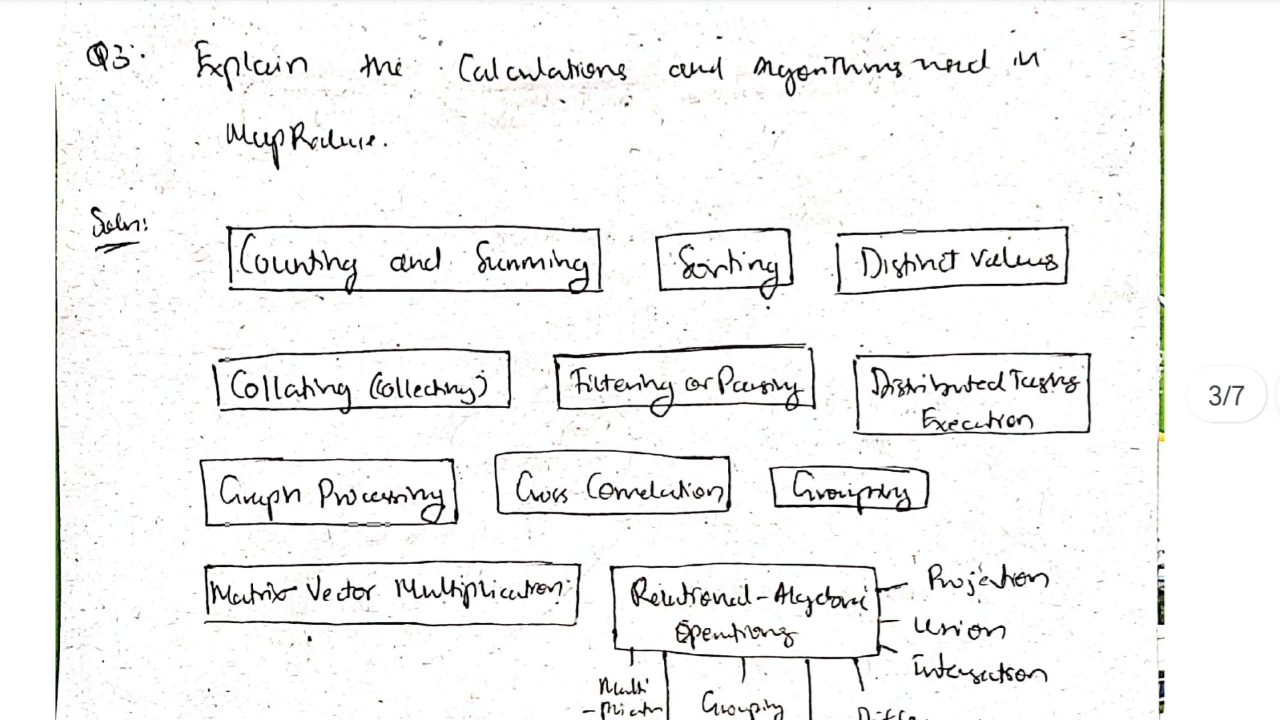 Q3: Explain the Calculations and Algorithms used in
MapReduce.
Soln:
Counting and Summing Sorting Distinct Values
Collating (Collecting) Filtering or Parsing Distributed Tasks
Execution
Graph Processing Cross Correlation Grouping
Matrix-Vector Multiplication Relational-Algebraic
Operations
Projection
Union
Intersection
Multi
-plication
Grouping
3/7